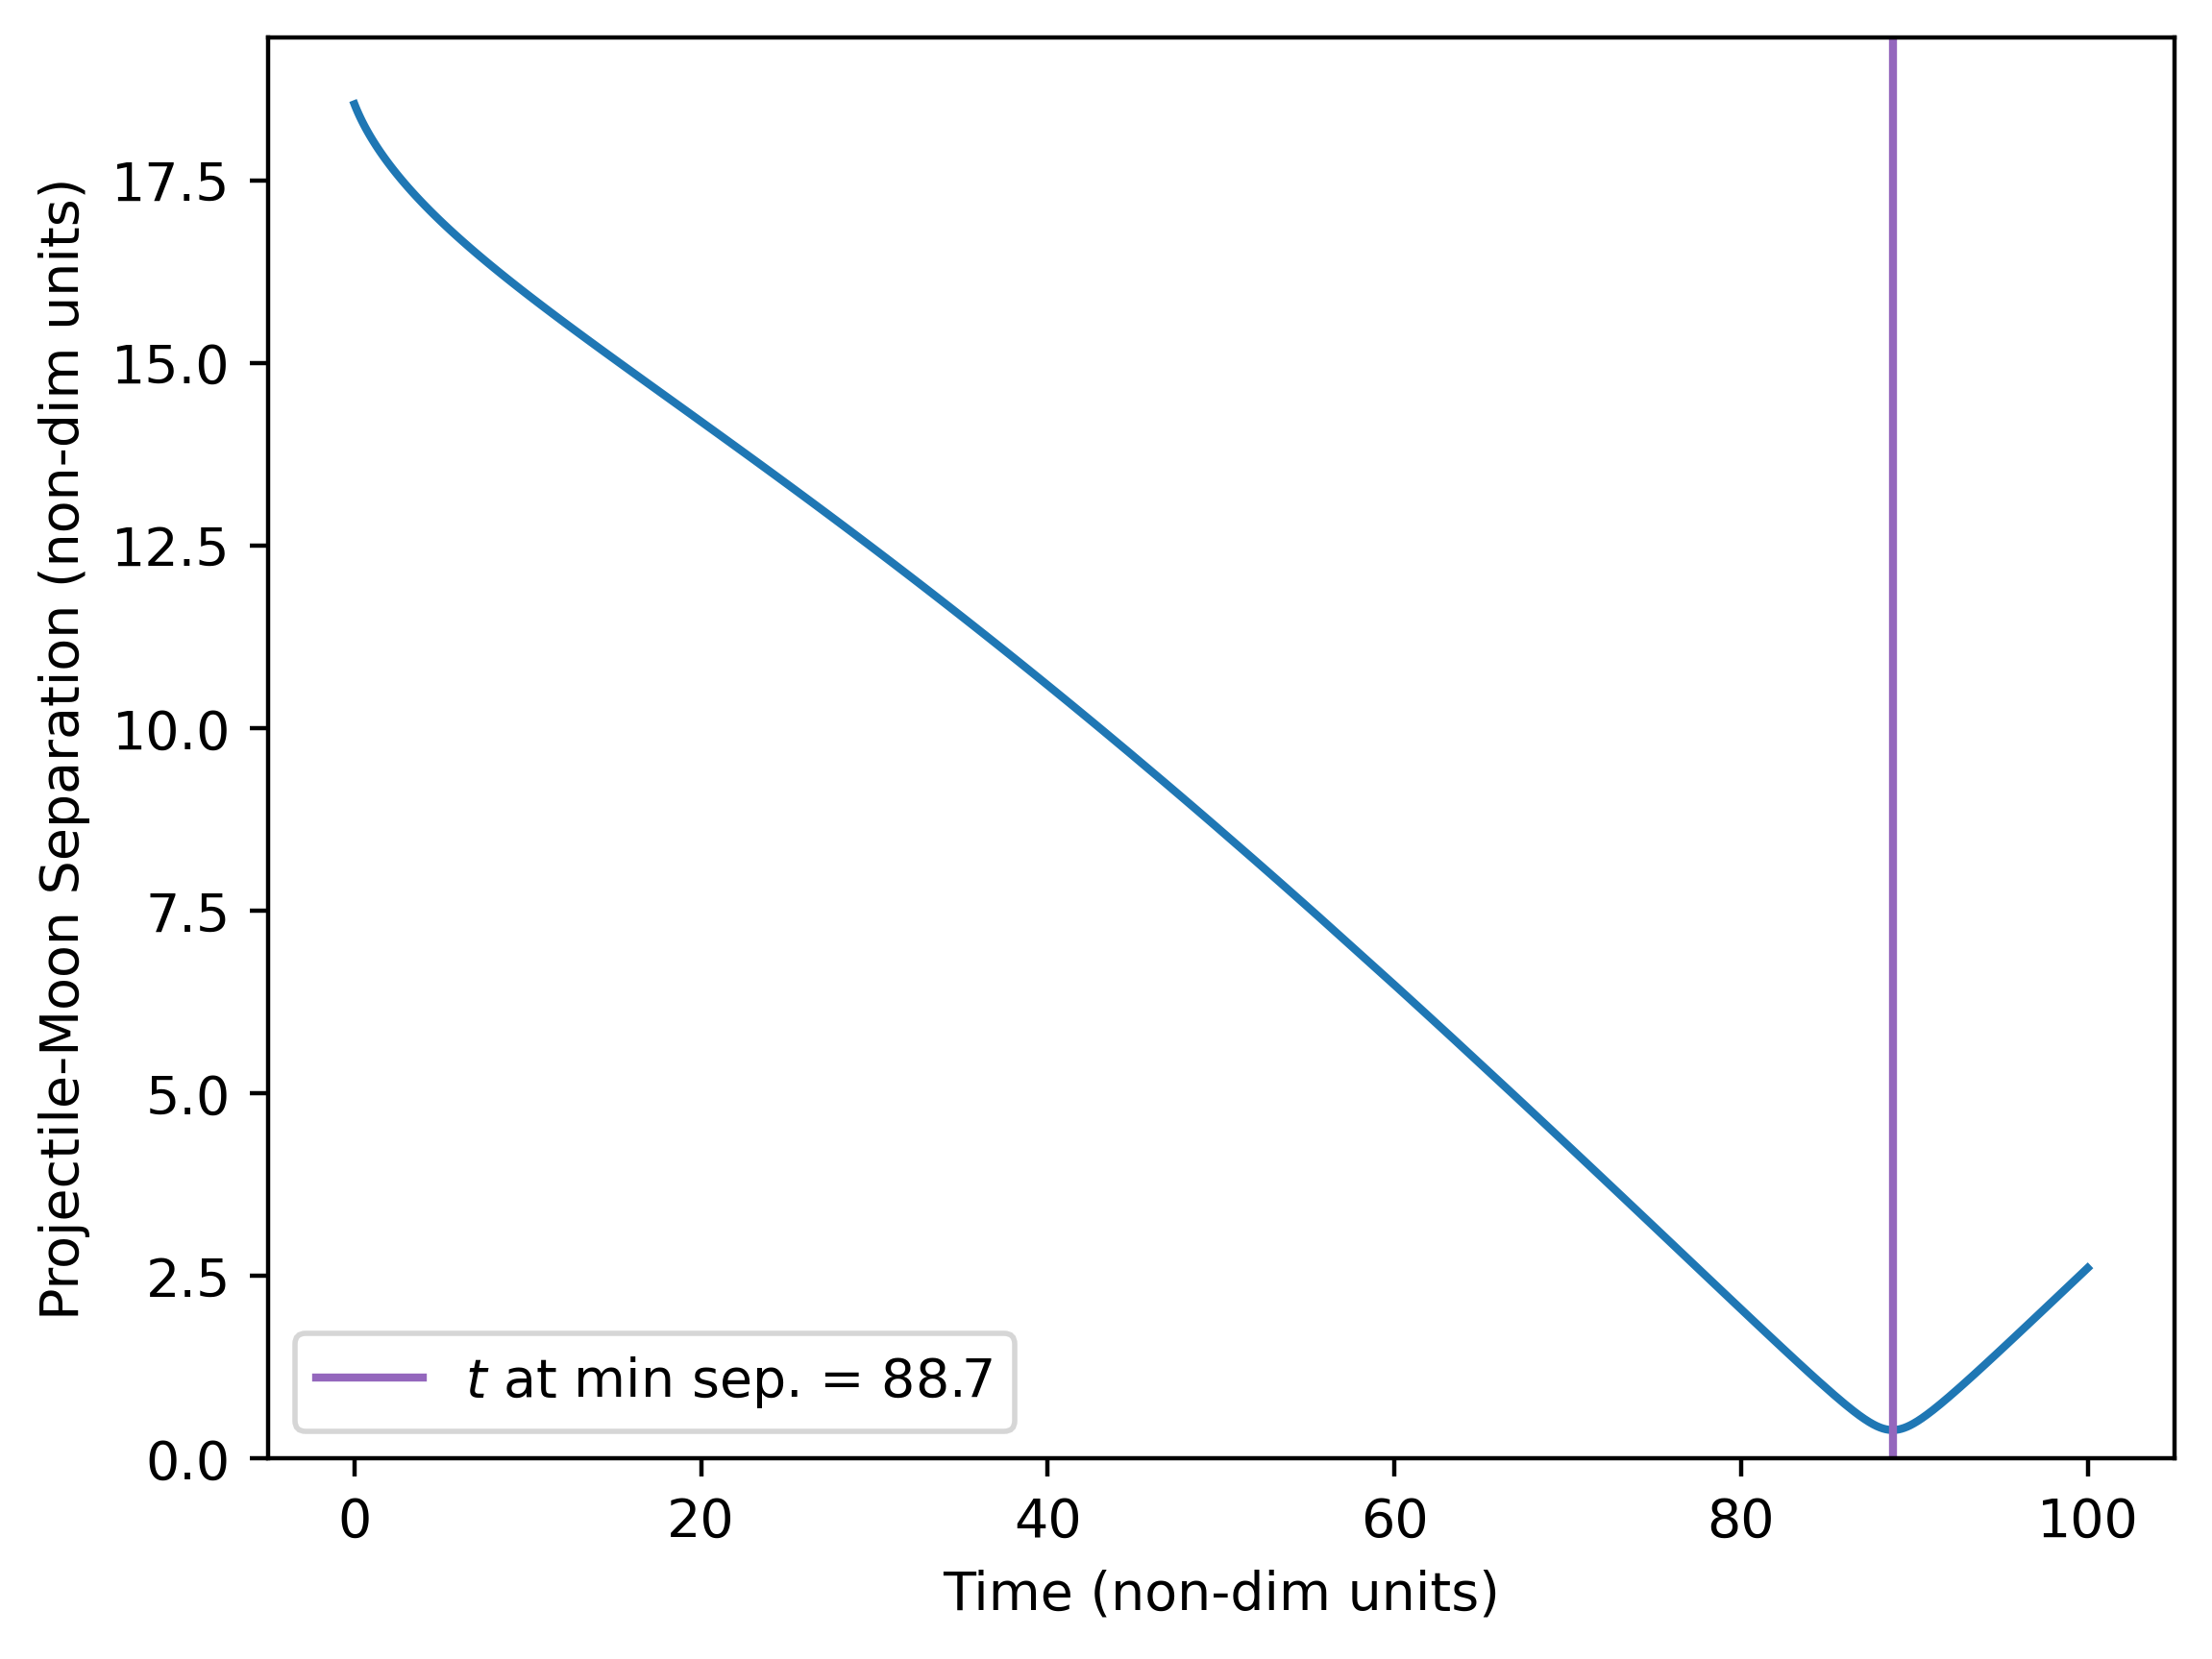 Projectile-Moon Separation (non-dim units)
17.5
15.0
12.5
10.0
7.5
5.0
2.5
0.0
t at min sep. = 88.7
0 20 40 60 80 100
Time (non-dim units)